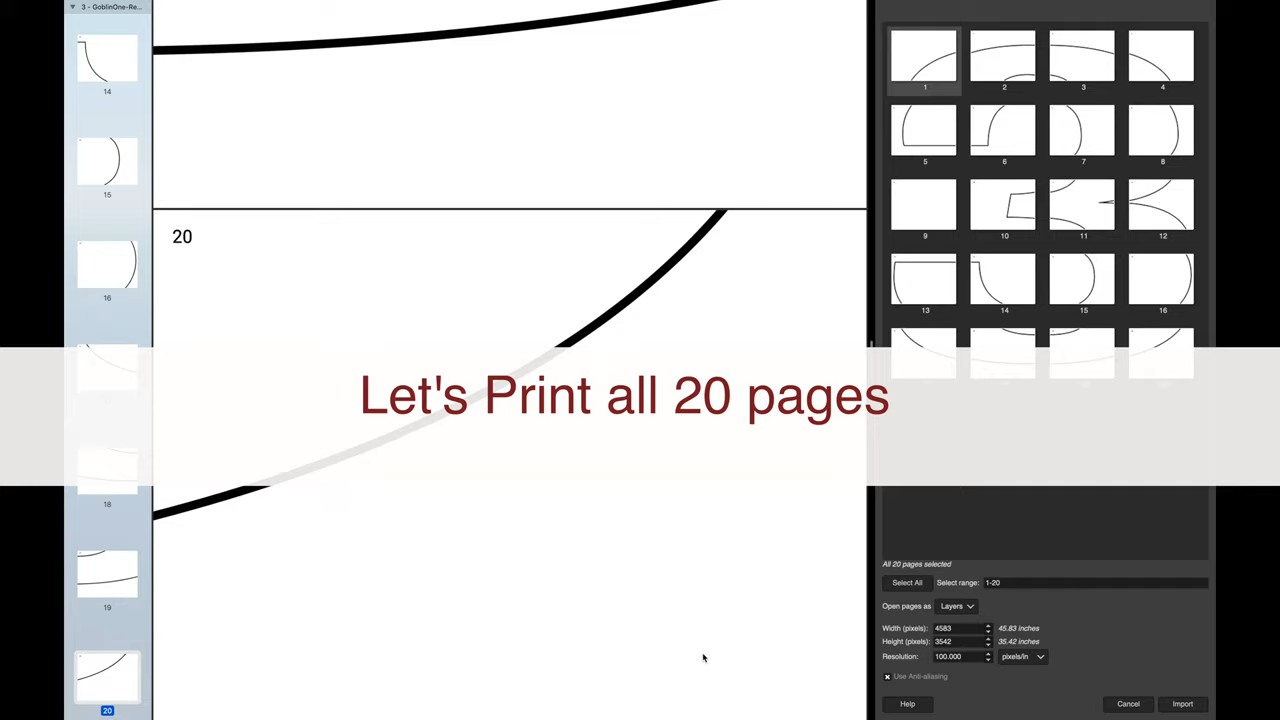 3 - GoblinOne-Re...
14
15
16
18
19
20
20
Let's Print all 20 pages
1
2
3
4
5
6
7
8
9
10
11
12
13
14
15
16
All 20 pages selected
Select All
Select range: 1-20
Open pages as Layers
Width (pixels): 4583 45.83 inches
Height (pixels): 3542 35.42 inches
Resolution: 100.000 pixels/in
Use Anti-aliasing
Help
Cancel
Import